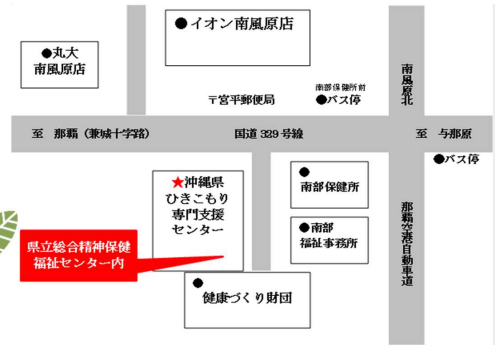 ●イオン南風原店
●丸大
南風原店
南部保健所前
●バス停
〒宮平郵便局
南風原北
至 那覇（兼城十字路）
国道329号線
至 与那原
●バス停
★沖縄県
ひきこもり
専門支援
センター
●
南部保健所
●南部
福祉事務所
那覇空港自動車道
県立総合精神保健
福祉センター内
●
健康づくり財団